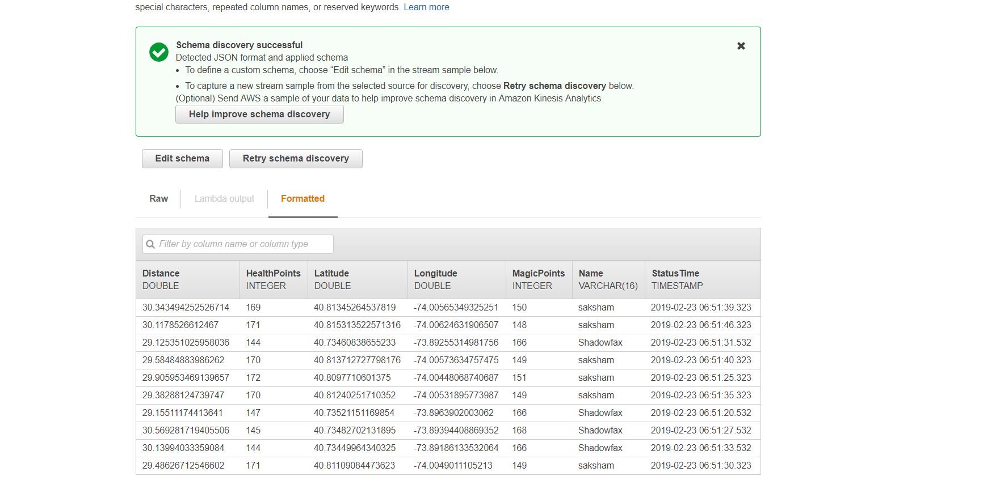 special characters, repeated column names, or reserved keywords. Learn more
Schema discovery successful
Detected JSON format and applied schema
• To define a custom schema, choose “Edit schema” in the stream sample below.
• To capture a new stream sample from the selected source for discovery, choose Retry schema discovery below.
(Optional) Send AWS a sample of your data to help improve schema discovery in Amazon Kinesis Analytics
Help improve schema discovery
Edit schema Retry schema discovery
Raw Lambda output Formatted
Filter by column name or column type
Distance HealthPoints Latitude Longitude MagicPoints Name StatusTime
DOUBLE INTEGER DOUBLE DOUBLE INTEGER VARCHAR(16) TIMESTAMP
30.343494252526714 169 40.81345264537819 -74.00565349325251 150 saksham 2019-02-23 06:51:39.323
30.1178526612467 171 40.815313522571316 -74.00624631906507 148 saksham 2019-02-23 06:51:46.323
29.125351025958036 144 40.73460838655233 -73.89255314981756 166 Shadowfax 2019-02-23 06:51:31.532
29.58484883986262 170 40.813712727798176 -74.00573634757475 149 saksham 2019-02-23 06:51:40.323
29.905953469139657 172 40.8097710601375 -74.00448068740687 151 saksham 2019-02-23 06:51:25.323
29.38288124739747 170 40.81240251710352 -74.00531895773987 149 saksham 2019-02-23 06:51:35.323
29.15511174413641 147 40.73521151169854 -73.8963902003062 166 Shadowfax 2019-02-23 06:51:20.532
30.569281719405506 145 40.73482702131895 -73.89394408869352 168 Shadowfax 2019-02-23 06:51:27.532
30.13994033359084 144 40.73449964340325 -73.89186133532064 166 Shadowfax 2019-02-23 06:51:33.532
29.48626712546602 171 40.81109084473623 -74.0049011105213 149 saksham 2019-02-23 06:51:30.323